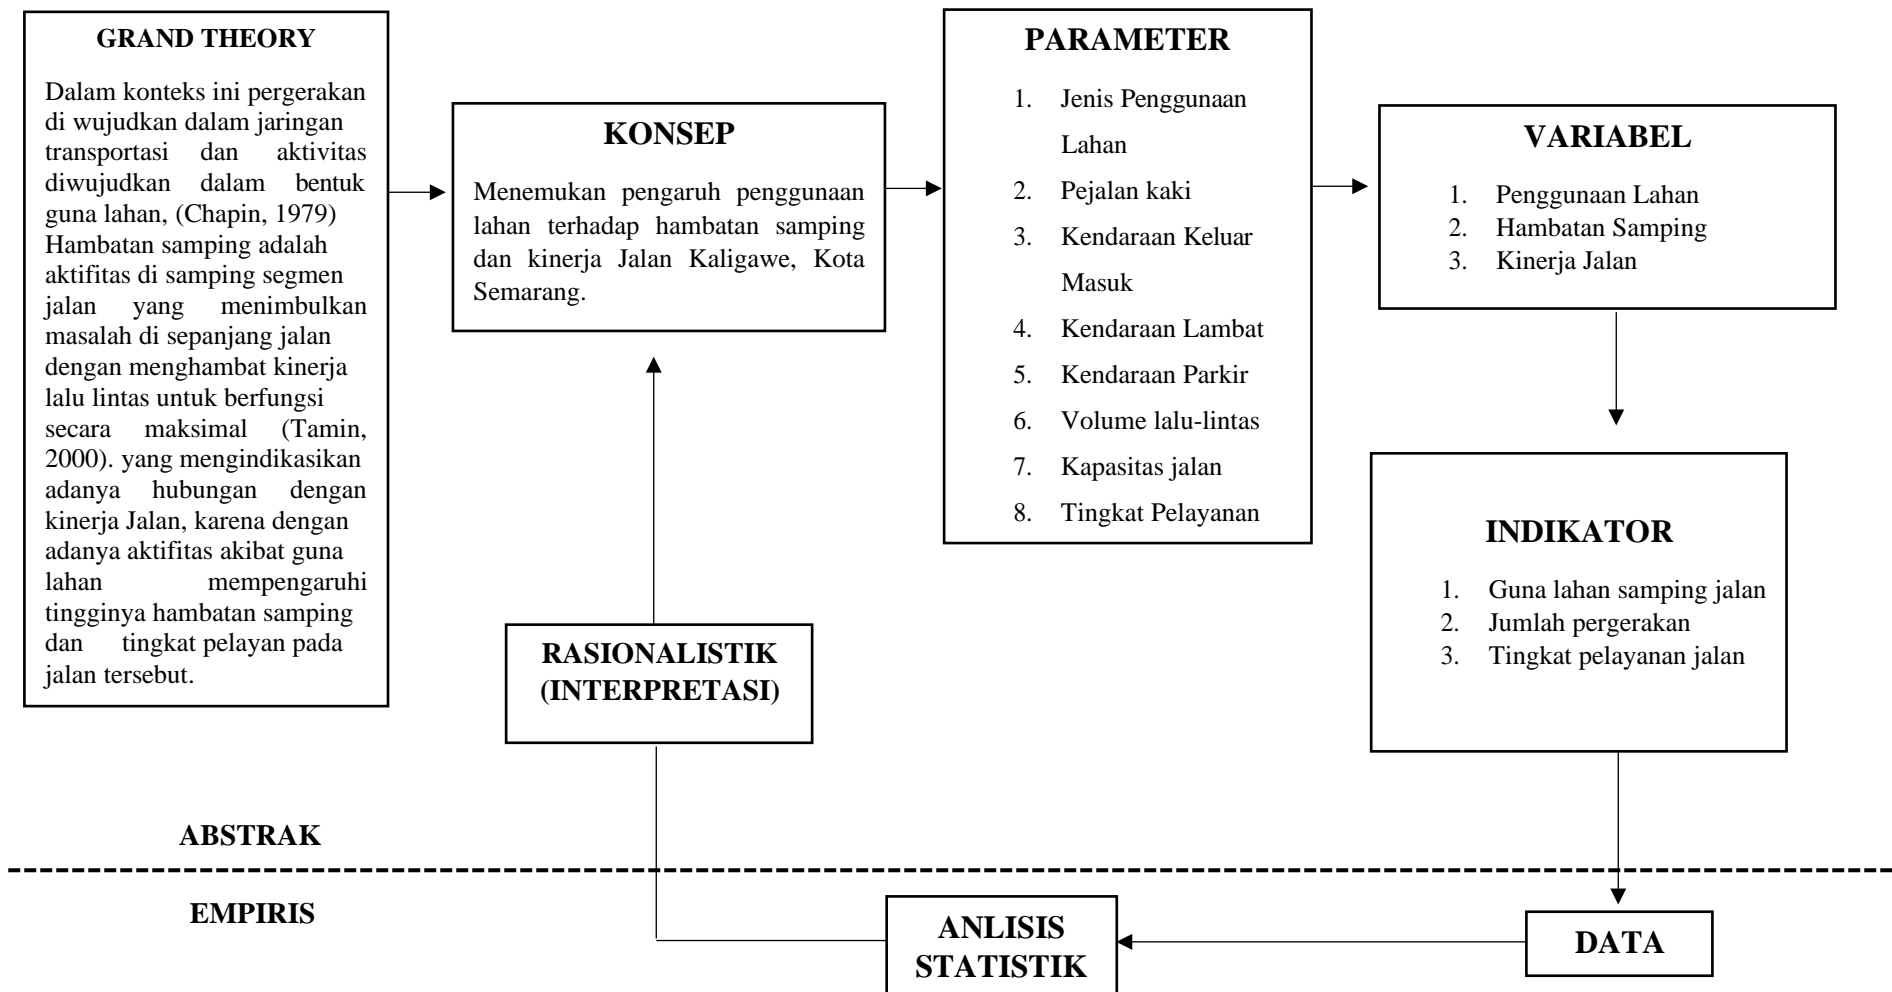 GRAND THEORY
Dalam konteks ini pergerakan
di wujudkan dalam jaringan
transportasi dan aktivitas
diwujudkan dalam bentuk
guna lahan, (Chapin, 1979)
Hambatan samping adalah
aktifitas di samping segmen
jalan yang menimbulkan
masalah di sepanjang jalan
dengan menghambat kinerja
lalu lintas untuk berfungsi
secara maksimal (Tamin,
2000). yang mengindikasikan
adanya hubungan dengan
kinerja Jalan, karena dengan
adanya aktifitas akibat guna
lahan mempengaruhi
tingginya hambatan samping
dan tingkat pelayan pada
jalan tersebut.
KONSEP
Menemukan pengaruh penggunaan
lahan terhadap hambatan samping
dan kinerja Jalan Kaligawe, Kota
Semarang.
PARAMETER
1. Jenis Penggunaan
Lahan
2. Pejalan kaki
3. Kendaraan Keluar
Masuk
4. Kendaraan Lambat
5. Kendaraan Parkir
6. Volume lalu-lintas
7. Kapasitas jalan
8. Tingkat Pelayanan
VARIABEL
1. Penggunaan Lahan
2. Hambatan Samping
3. Kinerja Jalan
INDIKATOR
1. Guna lahan samping jalan
2. Jumlah pergerakan
3. Tingkat pelayanan jalan
RASIONALISTIK
(INTERPRETASI)
ABSTRAK
EMPIRIS
ANLISIS
STATISTIK
DATA